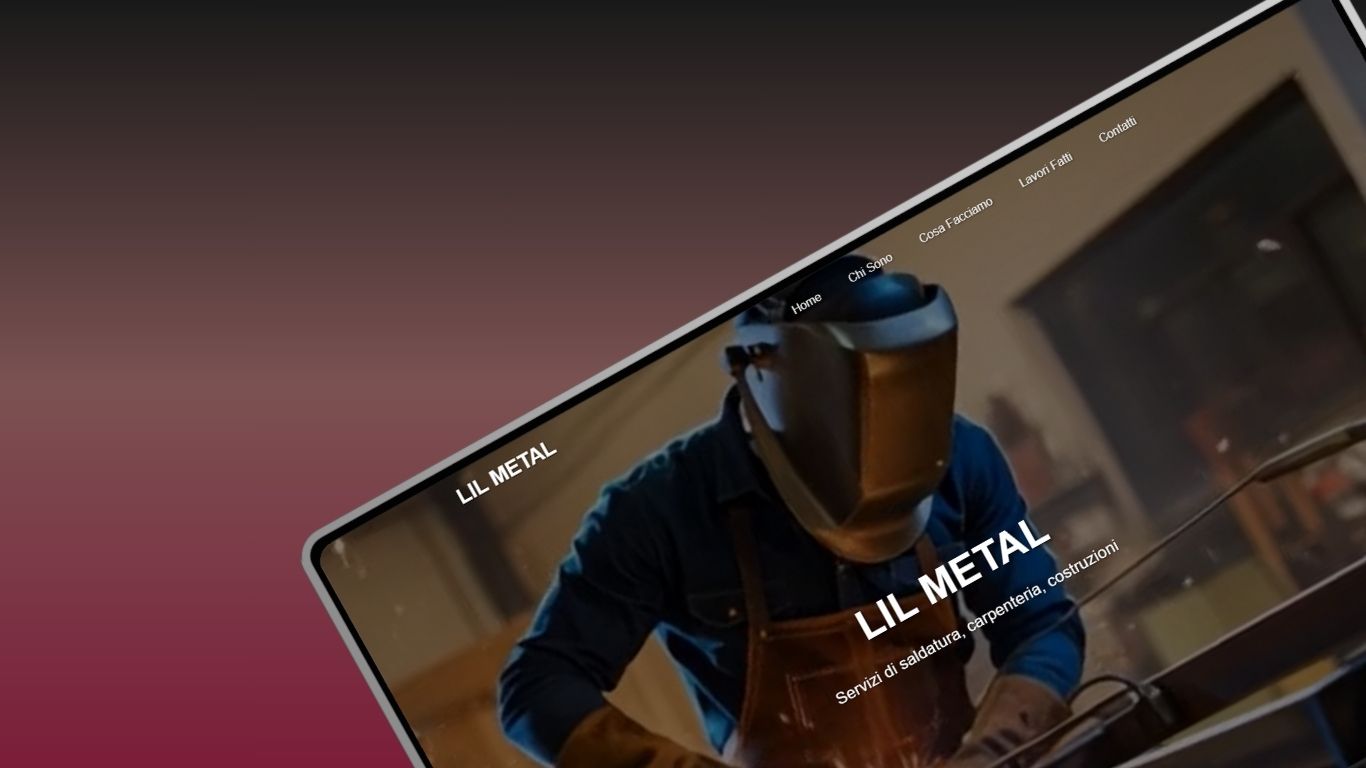 LIL METAL
Home
Chi Sono
Cosa Facciamo
Lavori Fatti
Contatti
LIL METAL
Servizi di saldatura, carpenteria, costruzioni